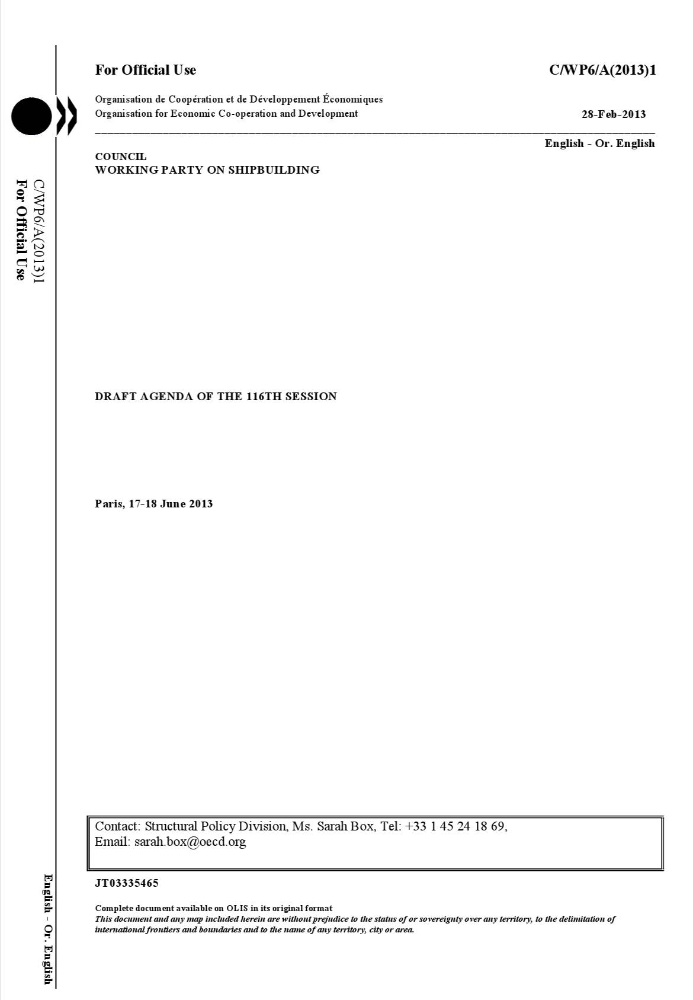 For Official Use
C/WP6/A(2013)1
Organisation de Coopération et de Développement Économiques
Organisation for Economic Co-operation and Development
28-Feb-2013
English - Or. English
COUNCIL
WORKING PARTY ON SHIPBUILDING
C/WP6/A(2013)1
For Official Use
DRAFT AGENDA OF THE 116TH SESSION
Paris, 17-18 June 2013
Contact: Structural Policy Division, Ms. Sarah Box, Tel: +33 1 45 24 18 69,
Email: sarah.box@oecd.org
JT03335465
Complete document available on OLIS in its original format
This document and any map included herein are without prejudice to the status of or sovereignty over any territory, to the delimitation of
international frontiers and boundaries and to the name of any territory, city or area.
English - Or. English